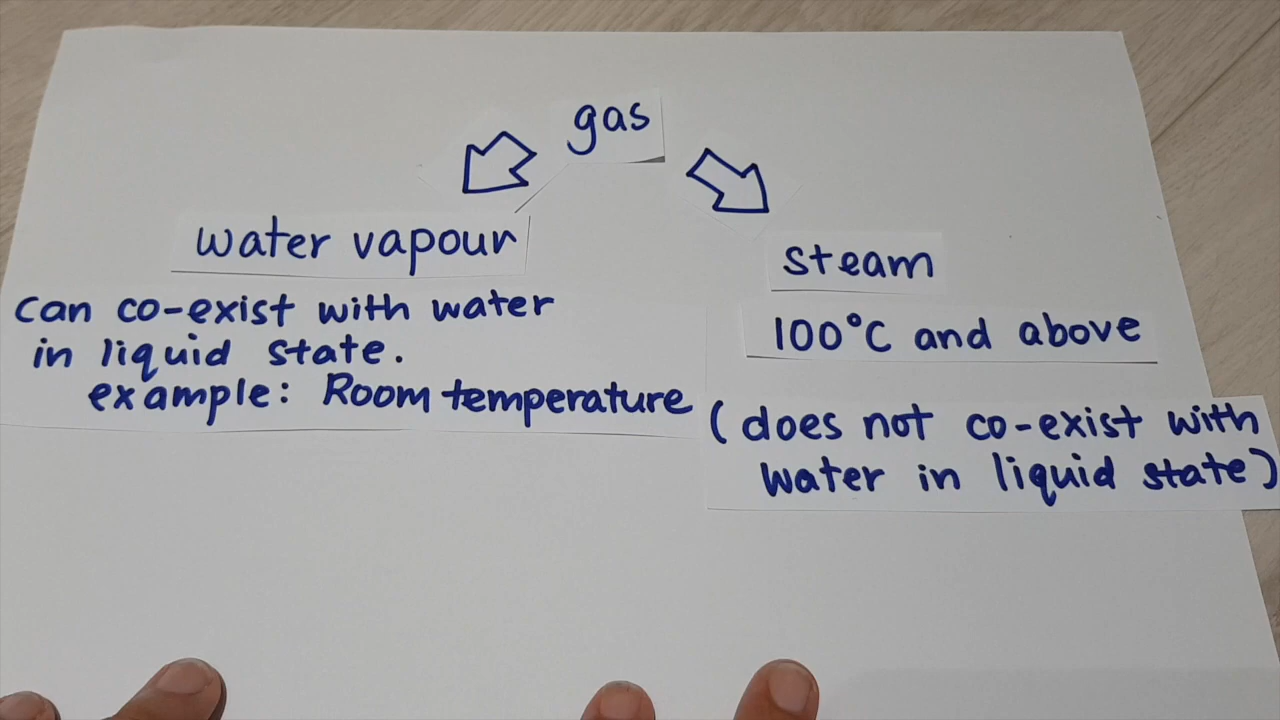 gas
water vapour
can co-exist with water
in liquid state.
example: Room temperature
steam
100°C and above
(does not co-exist with
water in liquid state)